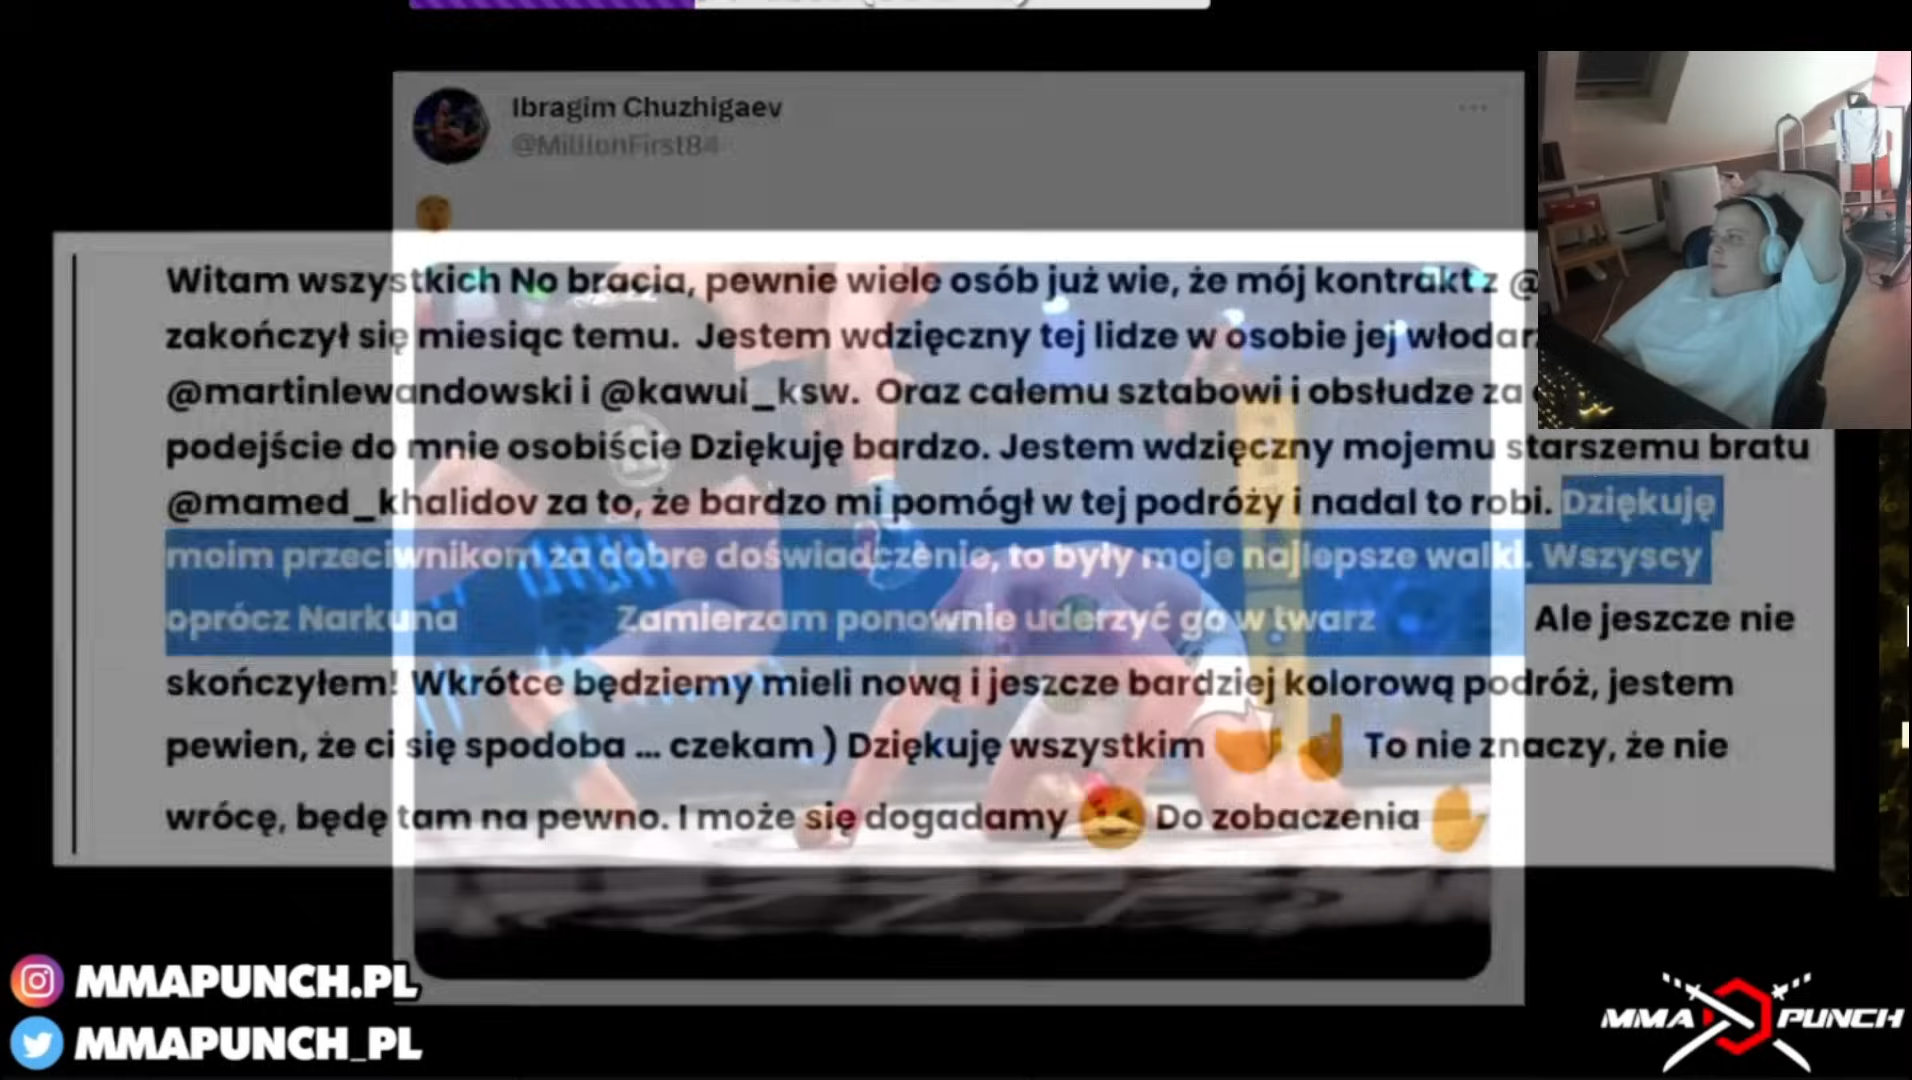 Ibragim Chuzhigaev
@MillionFirst84
Witam wszystkich No bracia, pewnie wiele osób już wie, że mój kontrakt z @
zakończył się miesiąc temu. Jestem wdzięczny tej lidze w osobie jej
@martinlewandowski i @kawui_ksw. Oraz całemu sztabowi i obsłudze za
podejście do mnie osobiście Dziękuję bardzo. Jestem wdzięczny mojemu starszemu bratu
@mamed_khalidov za to, że bardzo mi pomógł w tej podróży i nadal to robi. Dziękuję
moim przeciwnikom za dobre doświadczenie, to były moje najlepsze walki. Wszyscy
oprócz Narkuna Zamierzam ponownie uderzyć go w twarz Ale jeszcze nie
skończyłem! Wkrótce będziemy mieli nową i jeszcze bardziej kolorową podróż, jestem
pewien, że ci się spodoba ... czekam ) Dziękuję wszystkim To nie znaczy, że nie
wrócę, będę tam na pewno. I może się dogadamy Do zobaczenia
MMAPUNCH.PL
MMAPUNCH_PL
MMA PUNCH